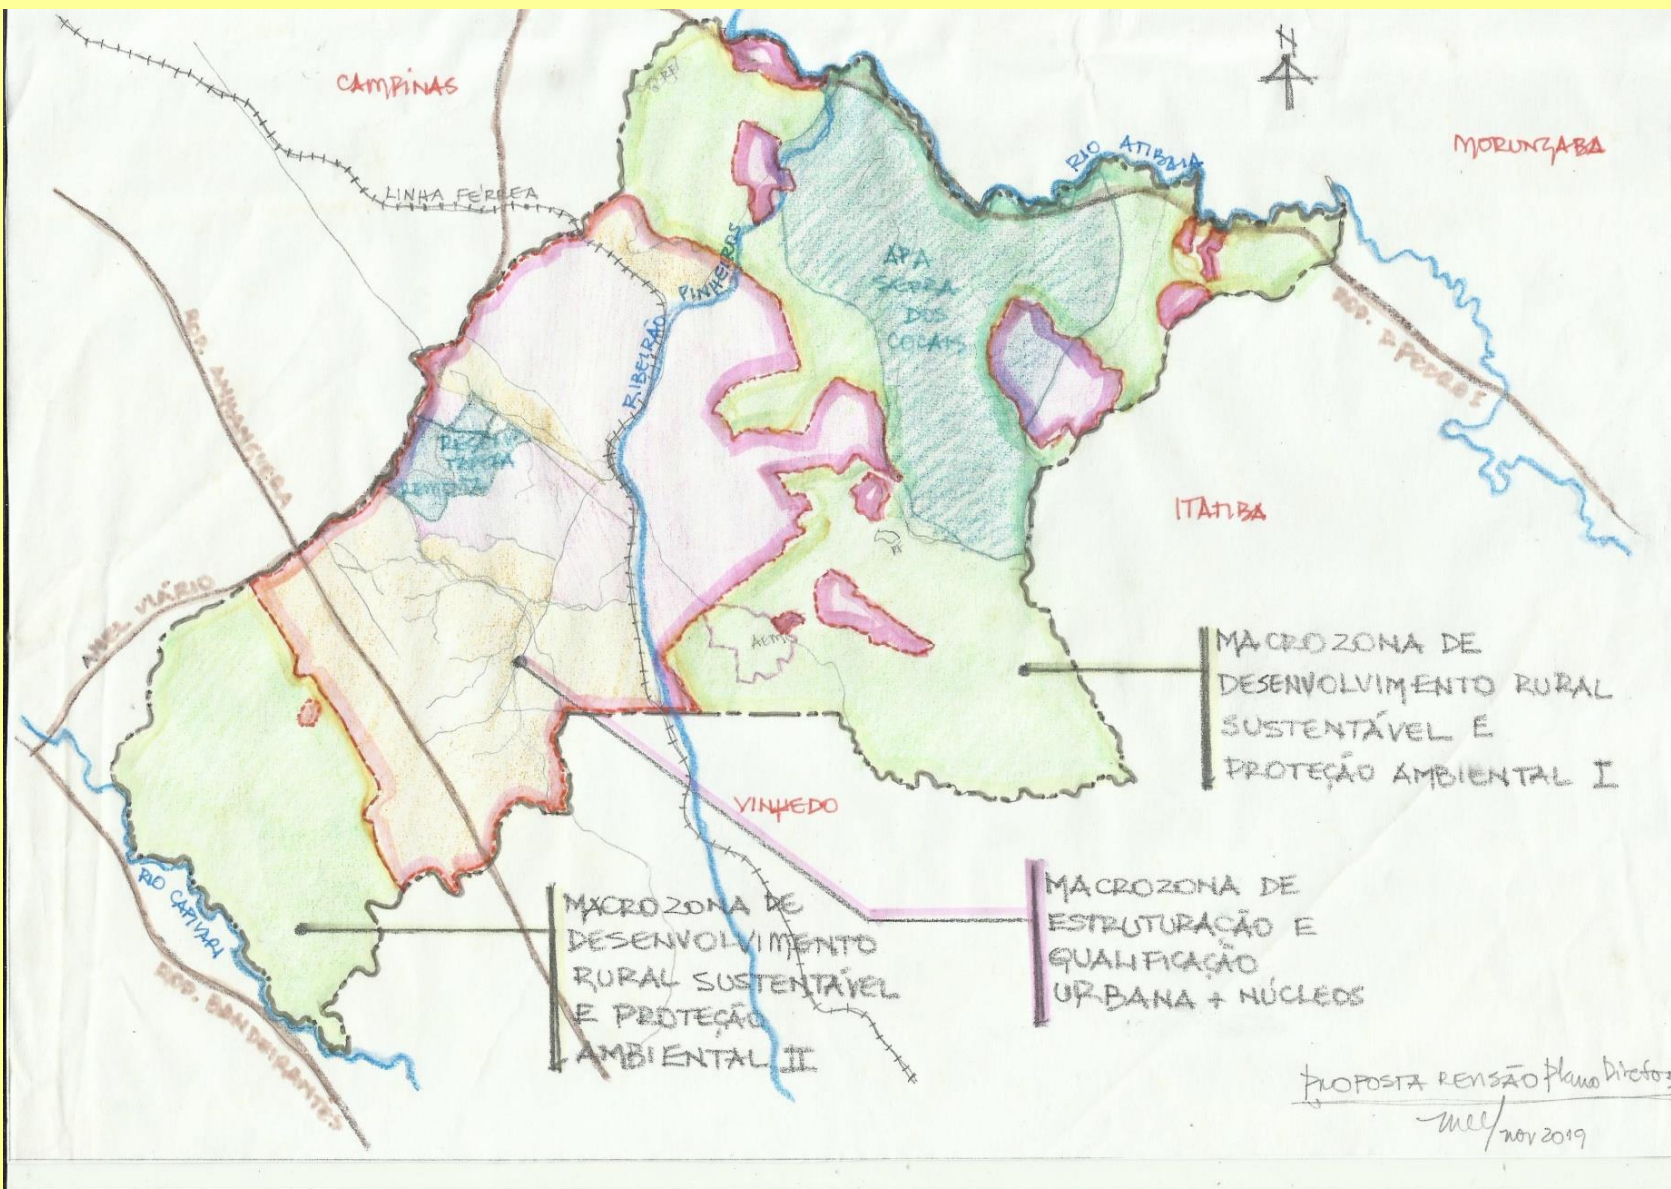 N
CAMPINAS
MORUNGABA
RIO ATIBAIA
LINHA FÉRREA
APA
SERRA
DOS
COCAIS
RIBEIRÃO PINHEIROS
ROD. D. PEDRO I
ROD. ANHANGUERA
ITATIBA
ANEL VIÁRIO
MACROZONA DE
DESENVOLVIMENTO RURAL
SUSTENTÁVEL E
PROTEÇÃO AMBIENTAL I
VINHEDO
RIO CAPIVARI
ROD. BANDEIRANTES
MACROZONA DE
DESENVOLVIMENTO
RURAL SUSTENTÁVEL
E PROTEÇÃO
AMBIENTAL II
MACROZONA DE
ESTRUTURAÇÃO E
QUALIFICAÇÃO
URBANA + NÚCLEOS
PROPOSTA REVISÃO Plano Diretor
nov 2019